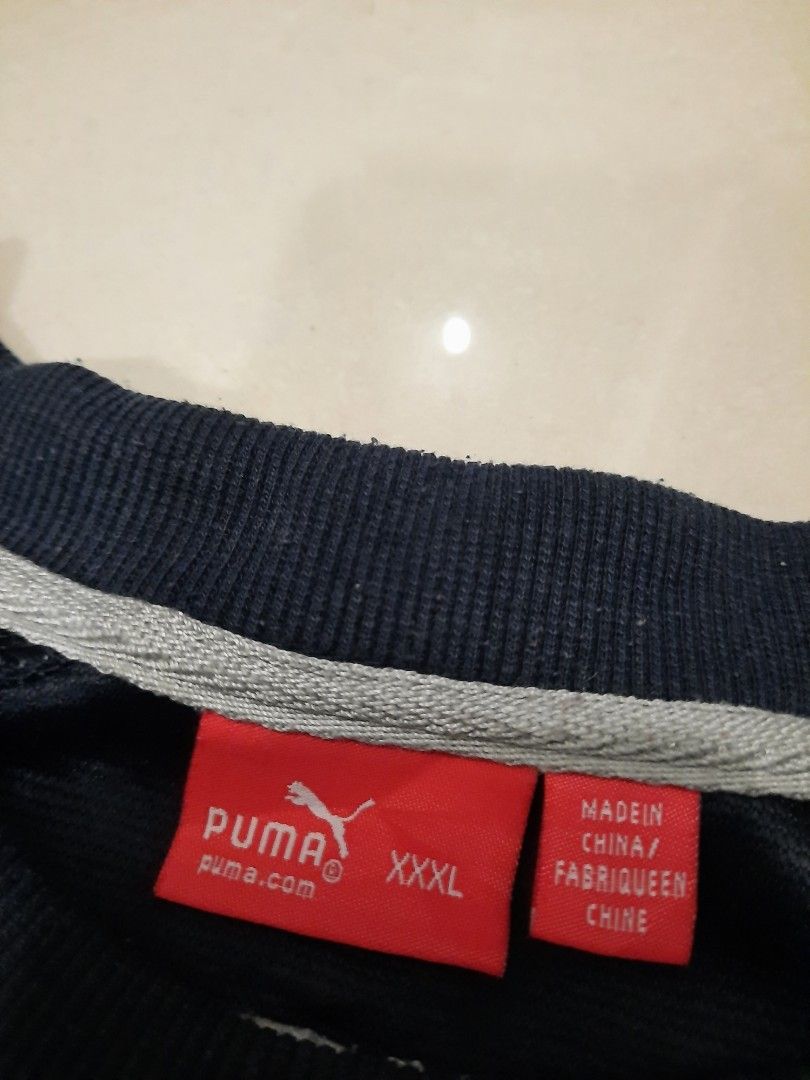 PUMA
puma.com
XXXL
MADEIN
CHINA/
FABRIQUEEN
CHINE